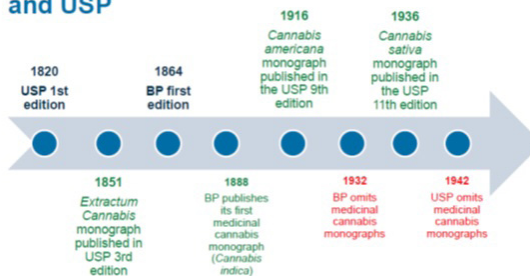 and USP
1820
USP 1st
edition
1851
Extractum
Cannabis
monograph
published in
USP 3rd
edition
1864
BP first
edition
1888
BP publishes
its first
medicinal
cannabis
monograph
(Cannabis
indica)
1916
Cannabis
americana
monograph
published in
the USP 9th
edition
1932
BP omits
medicinal
cannabis
monographs
1936
Cannabis
sativa
monograph
published in
the USP
11th edition
1942
USP omits
medicinal
cannabis
monographs